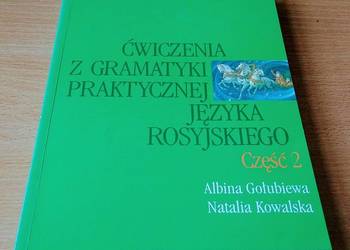 ĆWICZENIA
Z GRAMATYKI
PRAKTYCZNEJ
JĘZYKA
ROSYJSKIEGO
Część 2
Albina Gołubiewa
Natalia Kowalska